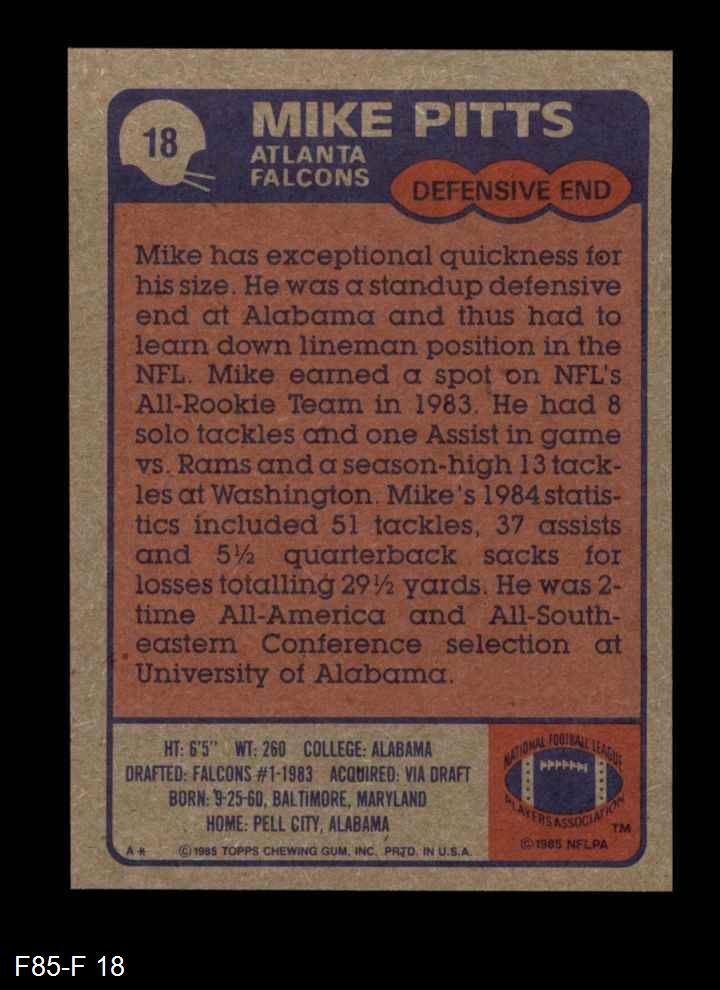 18
MIKE PITTS
ATLANTA
FALCONS
DEFENSIVE END
Mike has exceptional quickness for
his size. He was a standup defensive
end at Alabama and thus had to
learn down lineman position in the
NFL. Mike earned a spot on NFL's
All-Rookie Team in 1983. He had 8
solo tackles and one Assist in game
vs. Rams and a season-high 13 tack-
les at Washington. Mike's 1984 statis-
tics included 51 tackles, 37 assists
and 5½ quarterback sacks for
losses totalling 29½ yards. He was 2-
time All-America and All-South-
eastern Conference selection at
University of Alabama.
HT: 6'5" WT: 260 COLLEGE: ALABAMA
DRAFTED: FALCONS #1-1983 ACQUIRED: VIA DRAFT
BORN: 9-25-60, BALTIMORE, MARYLAND
HOME: PELL CITY, ALABAMA
A* © 1985 TOPPS CHEWING GUM, INC. PRTD. IN U.S.A.
NATIONAL FOOTBALL LEAGUE
PLAYERS ASSOCIATION
TM
© 1985 NFLPA
F85-F 18